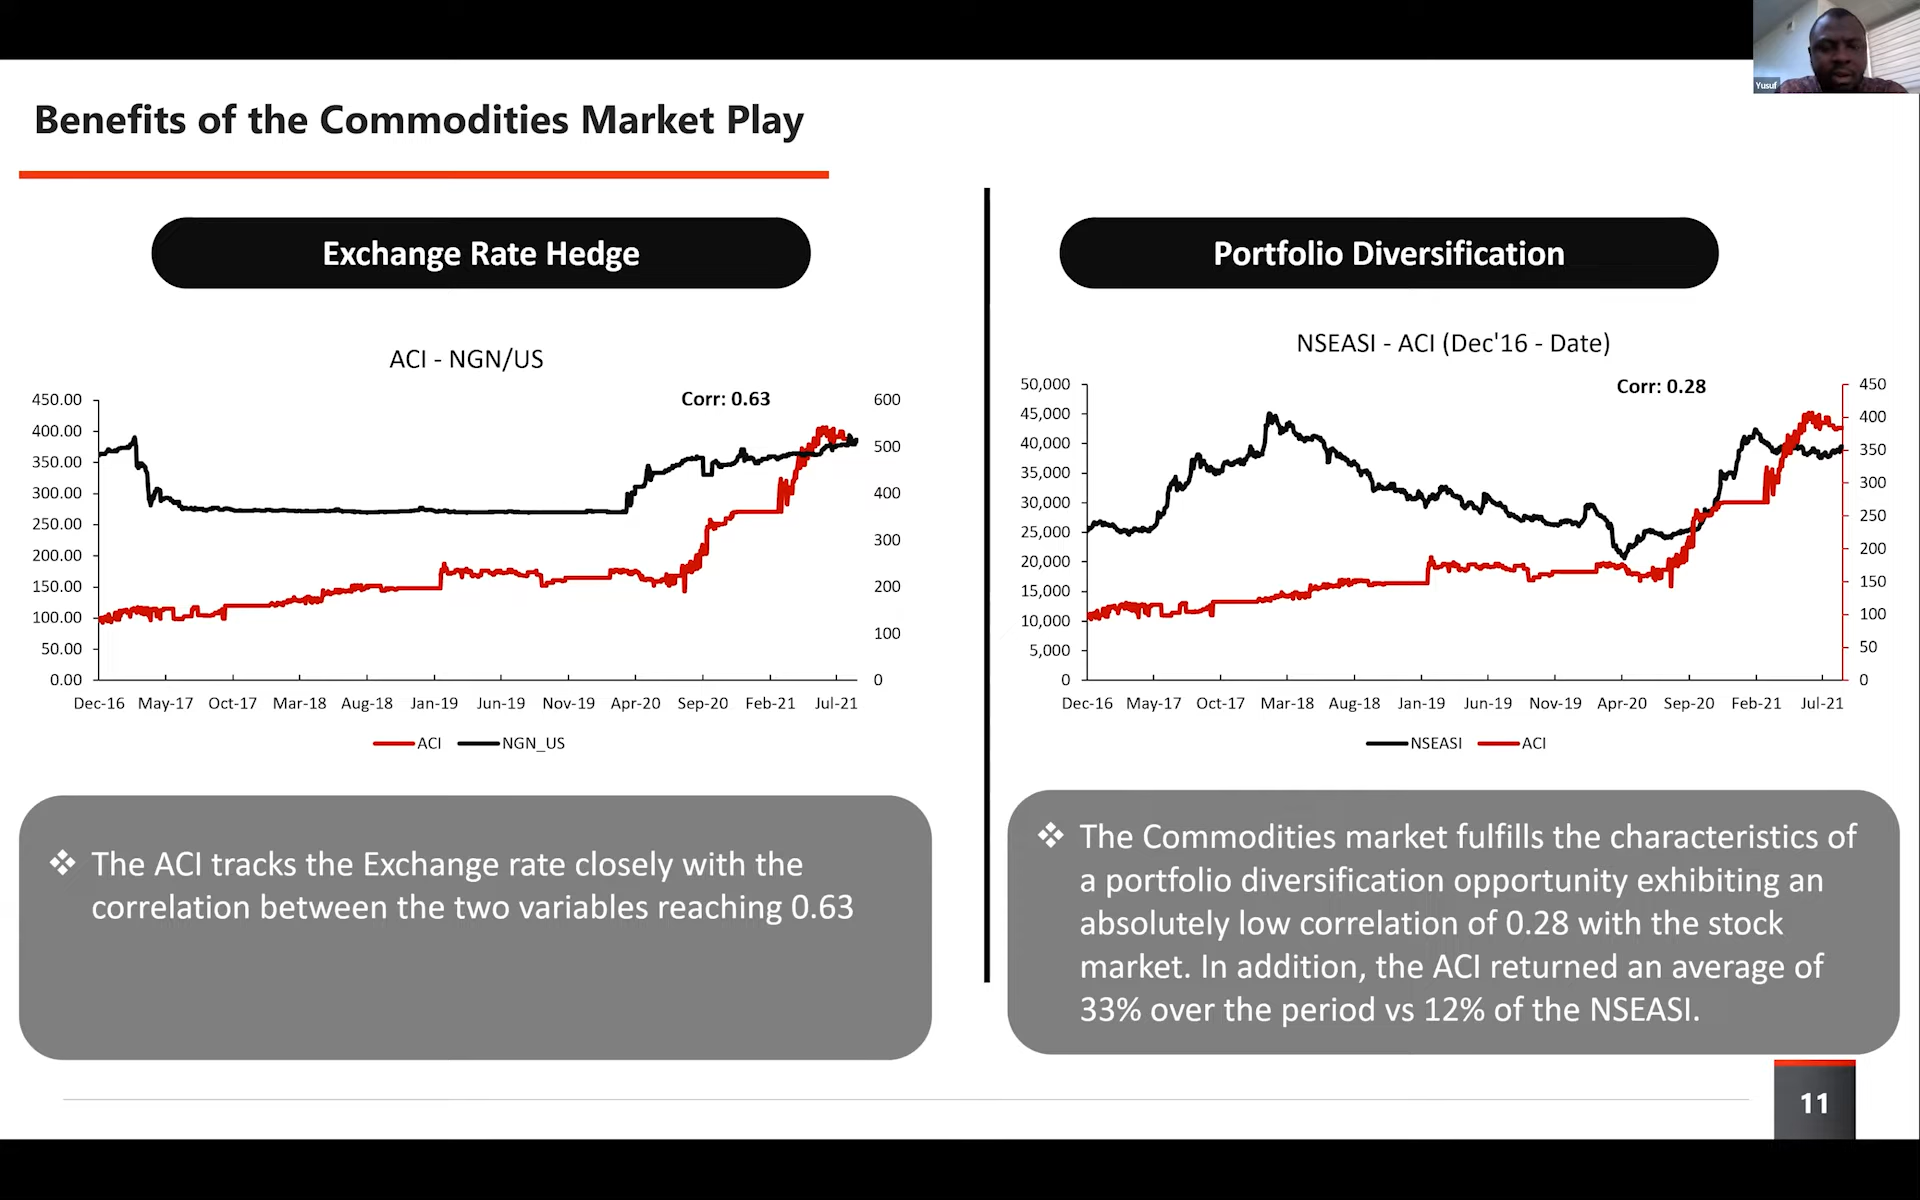 Yusuf
Benefits of the Commodities Market Play
Exchange Rate Hedge
ACI - NGN/US
Corr: 0.63
450.00
400.00
350.00
300.00
250.00
200.00
150.00
100.00
50.00
0.00
600
500
400
300
200
100
0
Dec-16 May-17 Oct-17 Mar-18 Aug-18 Jan-19 Jun-19 Nov-19 Apr-20 Sep-20 Feb-21 Jul-21
ACI NGN_US
❖ The ACI tracks the Exchange rate closely with the
correlation between the two variables reaching 0.63
Portfolio Diversification
NSEASI - ACI (Dec'16 - Date)
Corr: 0.28
50,000
45,000
40,000
35,000
30,000
25,000
20,000
15,000
10,000
5,000
0
450
400
350
300
250
200
150
100
50
0
Dec-16 May-17 Oct-17 Mar-18 Aug-18 Jan-19 Jun-19 Nov-19 Apr-20 Sep-20 Feb-21 Jul-21
NSEASI ACI
❖ The Commodities market fulfills the characteristics of
a portfolio diversification opportunity exhibiting an
absolutely low correlation of 0.28 with the stock
market. In addition, the ACI returned an average of
33% over the period vs 12% of the NSEASI.
11